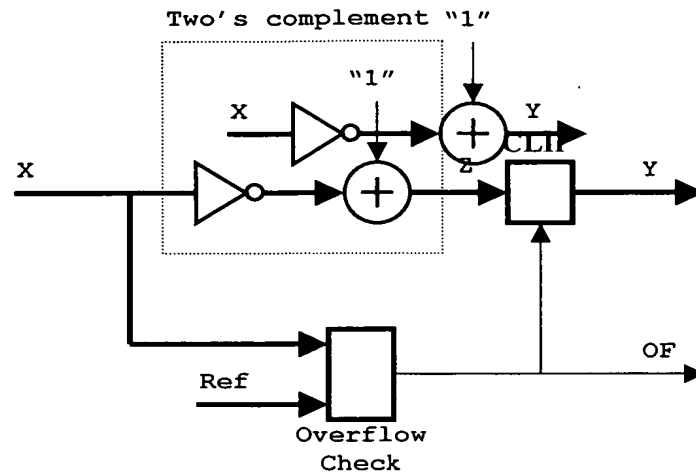 Two's complement "1"
"1"
X
Y
CLIP
Z
X
Y
Ref
OF
Overflow
Check